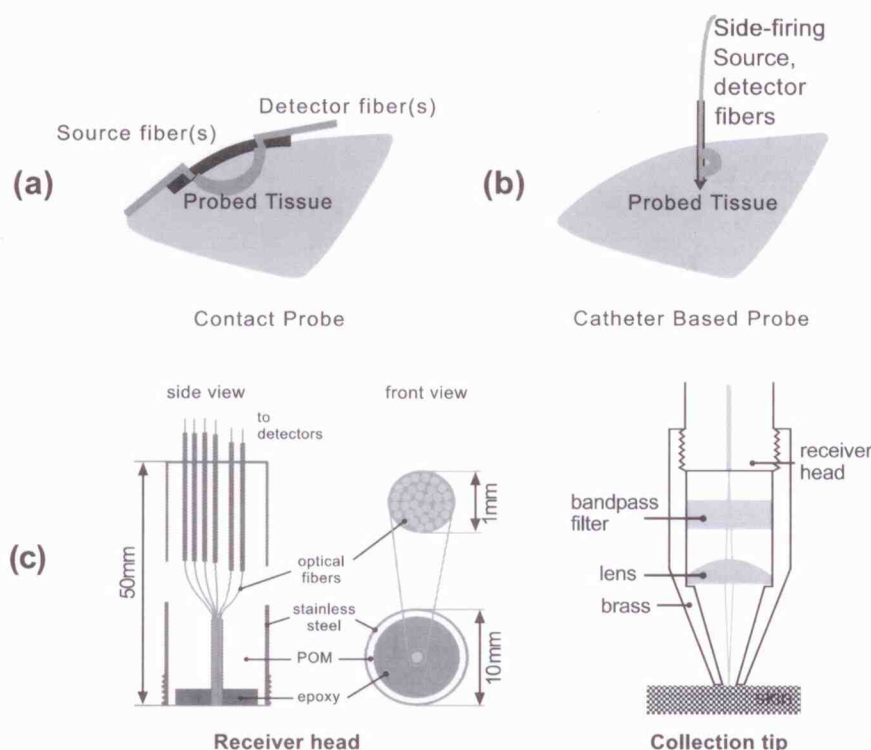 Side-firing
Source,
detector
fibers
Detector fiber(s)
Source fiber(s)
(a)
Probed Tissue
(b)
Probed Tissue
Contact Probe
Catheter Based Probe
side view
front view
to
detectors
receiver
head
1mm
bandpass
filter
(c)
50mm
optical
fibers
lens
stainless
steel
brass
POM
10mm
epoxy
skin
Receiver head
Collection tip